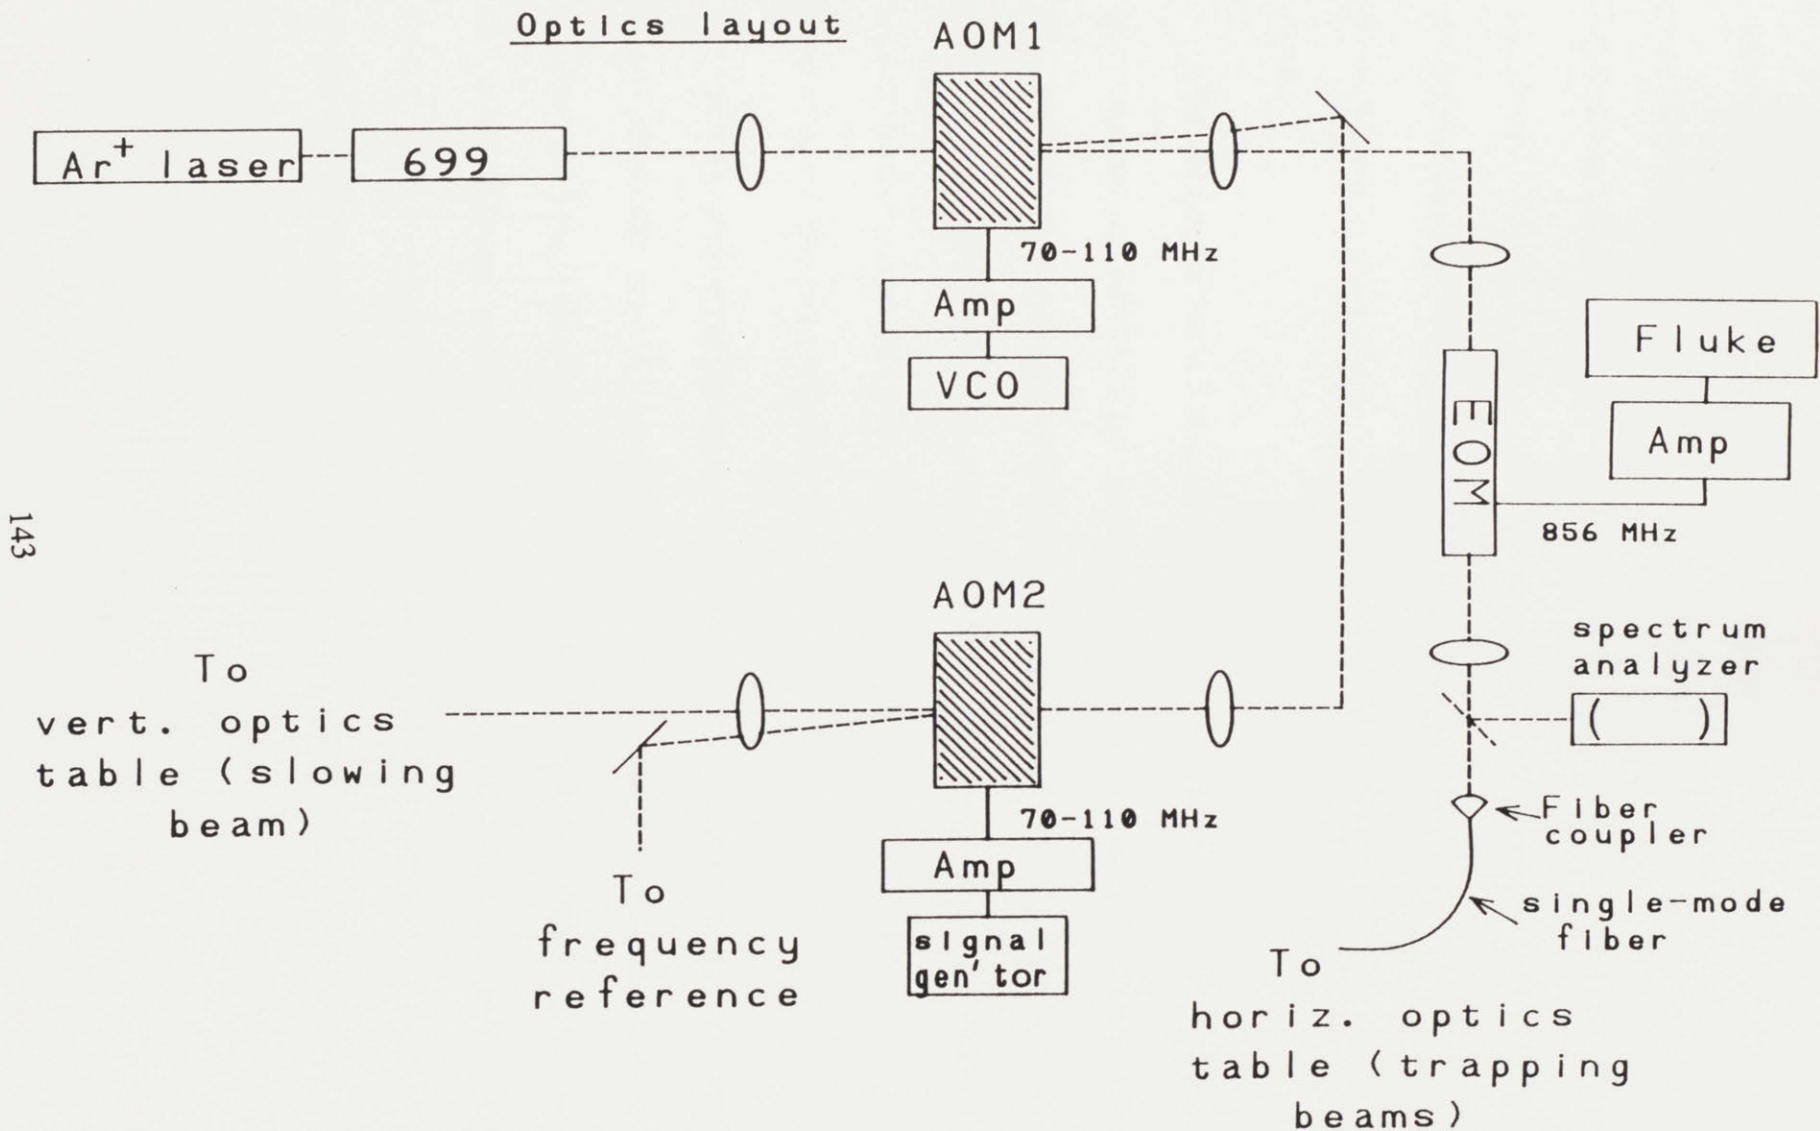 Optics layout
AOM1
Ar+ laser
699
70-110 MHz
Amp
VCO
Fluke
Amp
EOM
856 MHz
143
AOM2
To
vert. optics
table (slowing
beam)
70-110 MHz
Amp
signal
gen'tor
To
frequency
reference
spectrum
analyzer
( )
Fiber
coupler
single-mode
fiber
To
horiz. optics
table (trapping
beams)